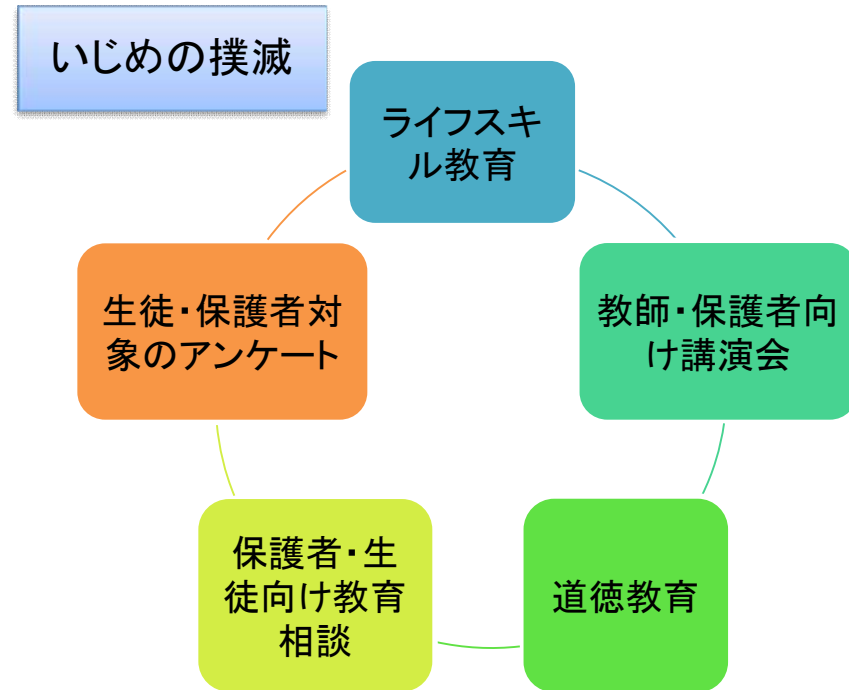 いじめの撲滅
ライフスキ
ル教育
教師・保護者向
け講演会
道徳教育
保護者・生
徒向け教育
相談
生徒・保護者対
象のアンケート